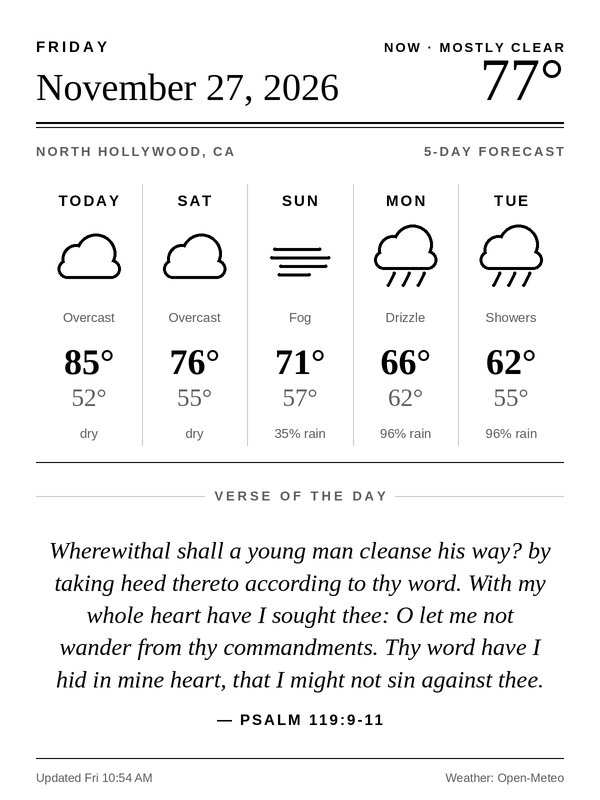 FRIDAY
NOW · MOSTLY CLEAR
November 27, 2026
77°
NORTH HOLLYWOOD, CA
5-DAY FORECAST
TODAY SAT SUN MON TUE
Overcast Overcast Fog Drizzle Showers
85° 76° 71° 66° 62°
52° 55° 57° 62° 55°
dry dry 35% rain 96% rain 96% rain
VERSE OF THE DAY
Wherewithal shall a young man cleanse his way? by
taking heed thereto according to thy word. With my
whole heart have I sought thee: O let me not
wander from thy commandments. Thy word have I
hid in mine heart, that I might not sin against thee.
— PSALM 119:9-11
Updated Fri 10:54 AM
Weather: Open-Meteo